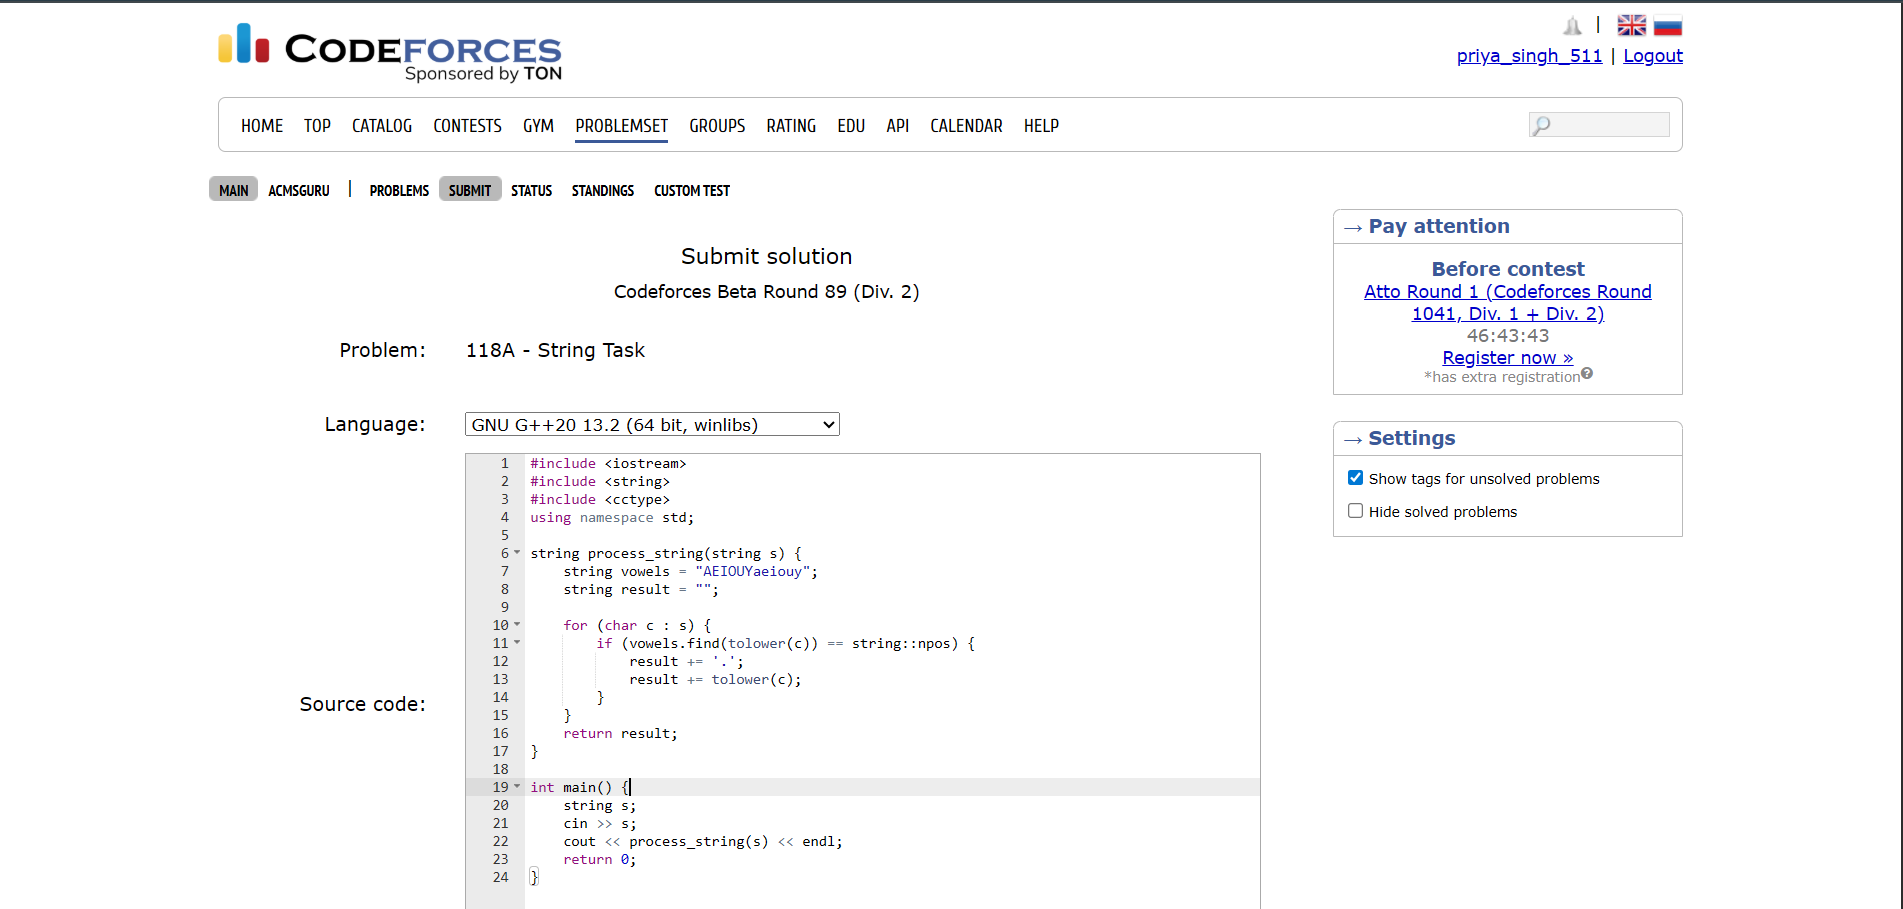 CODEFORCES
Sponsored by TON
|
priya_singh_511 | Logout
HOME TOP CATALOG CONTESTS GYM PROBLEMSET GROUPS RATING EDU API CALENDAR HELP
MAIN ACMSGURU | PROBLEMS SUBMIT STATUS STANDINGS CUSTOM TEST
Submit solution
Codeforces Beta Round 89 (Div. 2)
Problem: 118A - String Task
Language: GNU G++20 13.2 (64 bit, winlibs)
Source code:
1 #include <iostream>
2 #include <string>
3 #include <cctype>
4 using namespace std;
5
6 string process_string(string s) {
7     string vowels = "AEIOUYaeiouy";
8     string result = "";
9
10     for (char c : s) {
11         if (vowels.find(tolower(c)) == string::npos) {
12             result += '.';
13             result += tolower(c);
14         }
15     }
16     return result;
17 }
18
19 int main() {
20     string s;
21     cin >> s;
22     cout << process_string(s) << endl;
23     return 0;
24 }
→ Pay attention
Before contest
Atto Round 1 (Codeforces Round
1041, Div. 1 + Div. 2)
46:43:43
Register now »
*has extra registration?
→ Settings
Show tags for unsolved problems
Hide solved problems